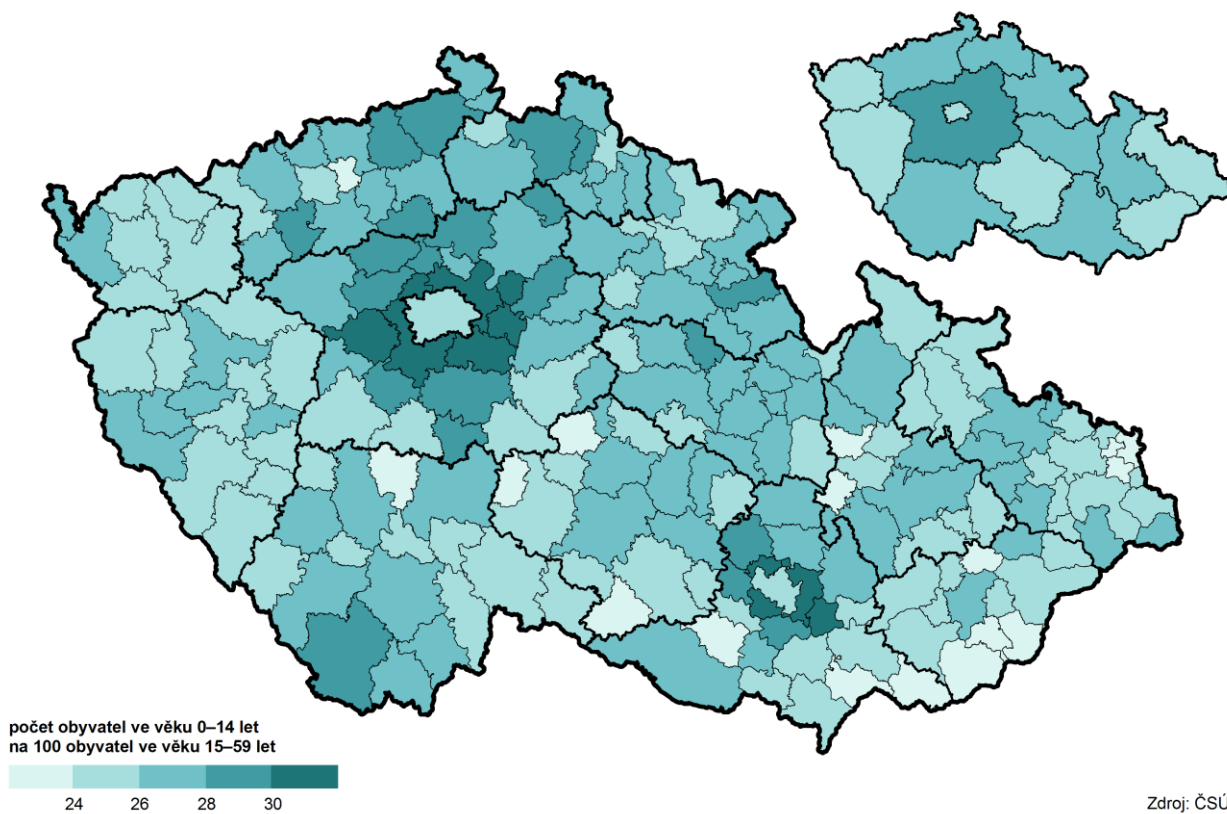 počet obyvatel ve věku 0–14 let
na 100 obyvatel ve věku 15–59 let
24 26 28 30
Zdroj: ČSÚ